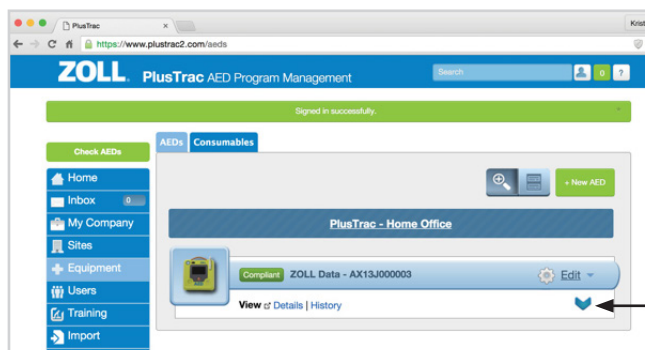 PlusTrac
Krist
https://www.plustrac2.com/aeds
ZOLL. PlusTrac AED Program Management
Search
0
?
Signed in successfully.
×
Check AEDs
AEDs
Consumables
Home
Inbox 0
My Company
Sites
Equipment
Users
Training
Import
+ New AED
PlusTrac - Home Office
Compliant ZOLL Data - AX13J000003
Edit
View Details | History